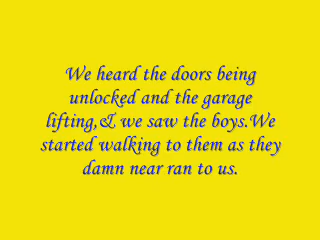 We heard the doors being
unlocked and the garage
lifting,& we saw the boys.We
started walking to them as they
damn near ran to us.